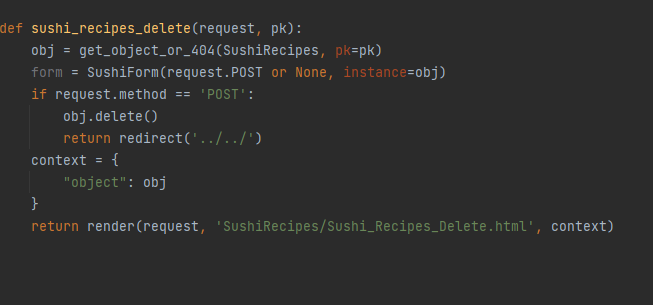 def sushi_recipes_delete(request, pk):
    obj = get_object_or_404(SushiRecipes, pk=pk)
    form = SushiForm(request.POST or None, instance=obj)
    if request.method == 'POST':
        obj.delete()
        return redirect('../../')
    context = {
        "object": obj
    }
    return render(request, 'SushiRecipes/Sushi_Recipes_Delete.html', context)